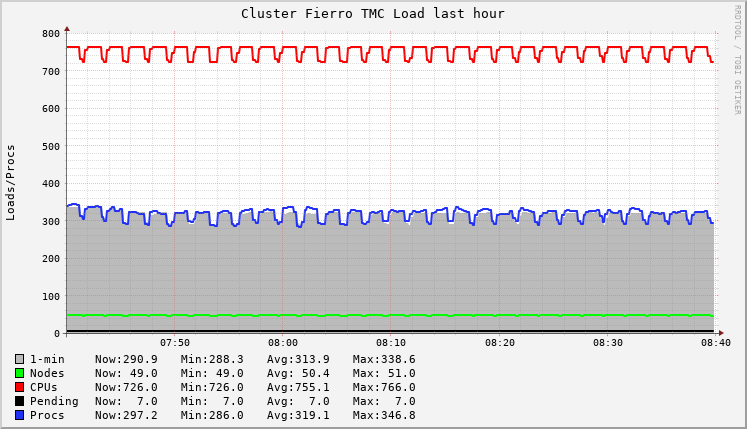 Cluster Fierro TMC Load last hour
RRDTOOL / TOBI OETIKER
Loads/Procs
800
700
600
500
400
300
200
100
0
07:50 08:00 08:10 08:20 08:30 08:40
1-min Now:290.9 Min:288.3 Avg:313.9 Max:338.6
Nodes Now: 49.0 Min: 49.0 Avg: 50.4 Max: 51.0
CPUs Now:726.0 Min:726.0 Avg:755.1 Max:766.0
Pending Now: 7.0 Min: 7.0 Avg: 7.0 Max: 7.0
Procs Now:297.2 Min:286.0 Avg:319.1 Max:346.8